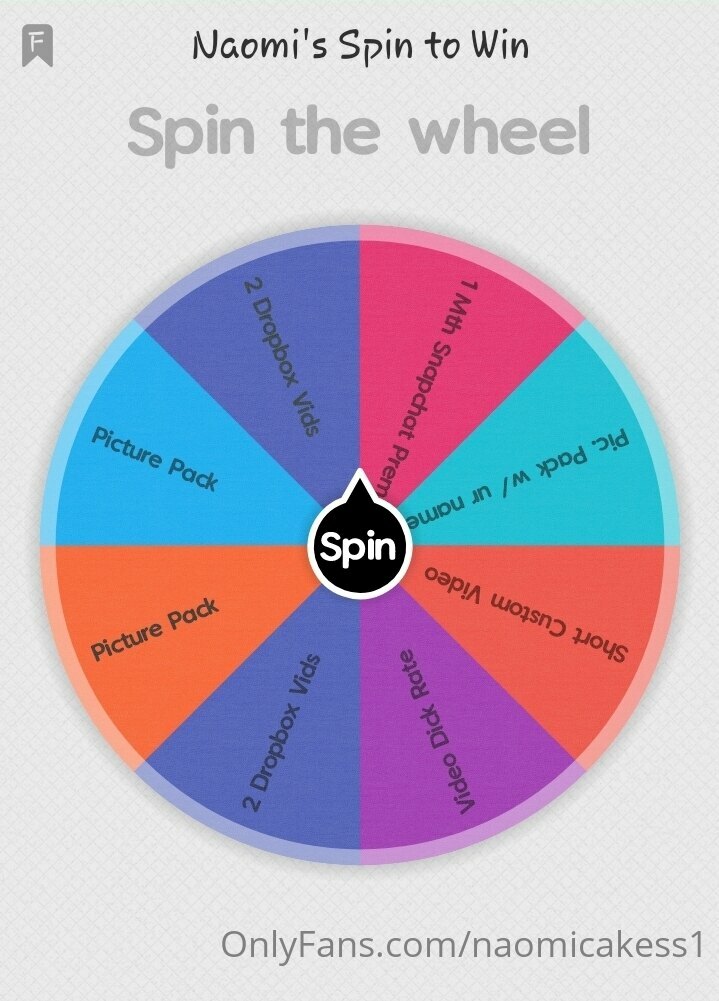 F
Naomi's Spin to Win
Spin the wheel
2 Dropbox Vids
1 Mth Snapchat Prem
Picture Pack
Pic. Pack w/ ur name
Spin
Picture Pack
Short Custom Video
2 Dropbox Vids
Video Dick Rate
OnlyFans.com/naomicakess1